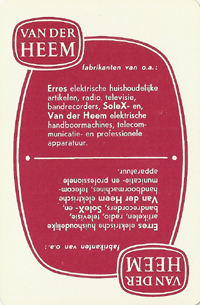 VAN DER
HEEM
fabrikanten van o.a.:
Erres elektrische huishoudelijke
artikelen, radio, televisie,
bandrecorders, SoleX- en,
Van der Heem elektrische
handboormachines, telecom-
municatie- en professionele
apparatuur.
VAN DER
HEEM
fabrikanten van o.a.:
Erres elektrische huishoudelijke
artikelen, radio, televisie,
bandrecorders, SoleX- en,
Van der Heem elektrische
handboormachines, telecom-
municatie- en professionele
apparatuur.